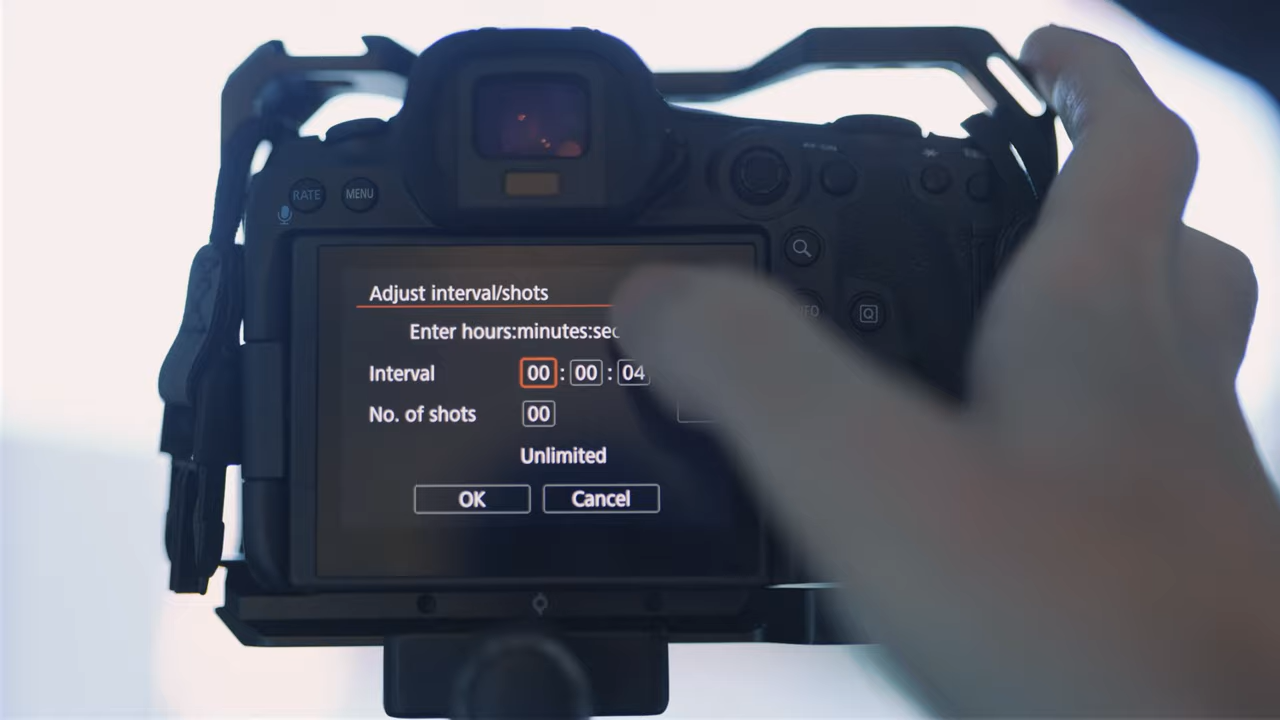 RATE
MENU
Adjust interval/shots
Enter hours:minutes:sec
Interval 00 : 00 : 04
No. of shots 00
Unlimited
OK Cancel
Q